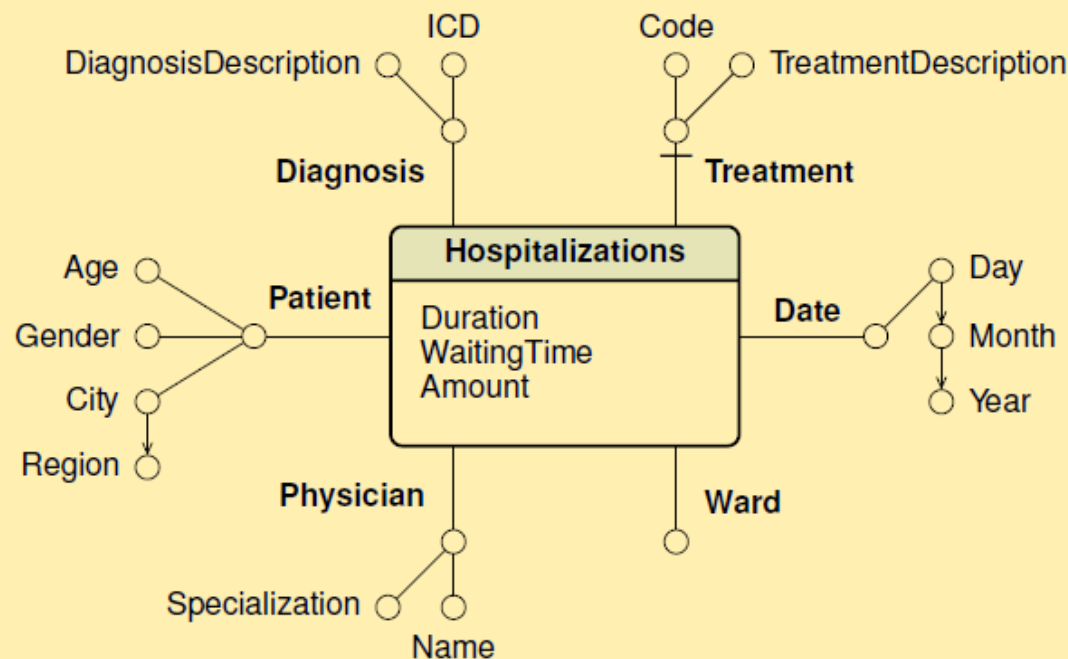 ICD
Code
DiagnosisDescription
TreatmentDescription
Diagnosis
Treatment
Hospitalizations
Age
Day
Patient
Date
Duration
Gender
WaitingTime
Month
Amount
City
Year
Region
Physician
Ward
Specialization
Name